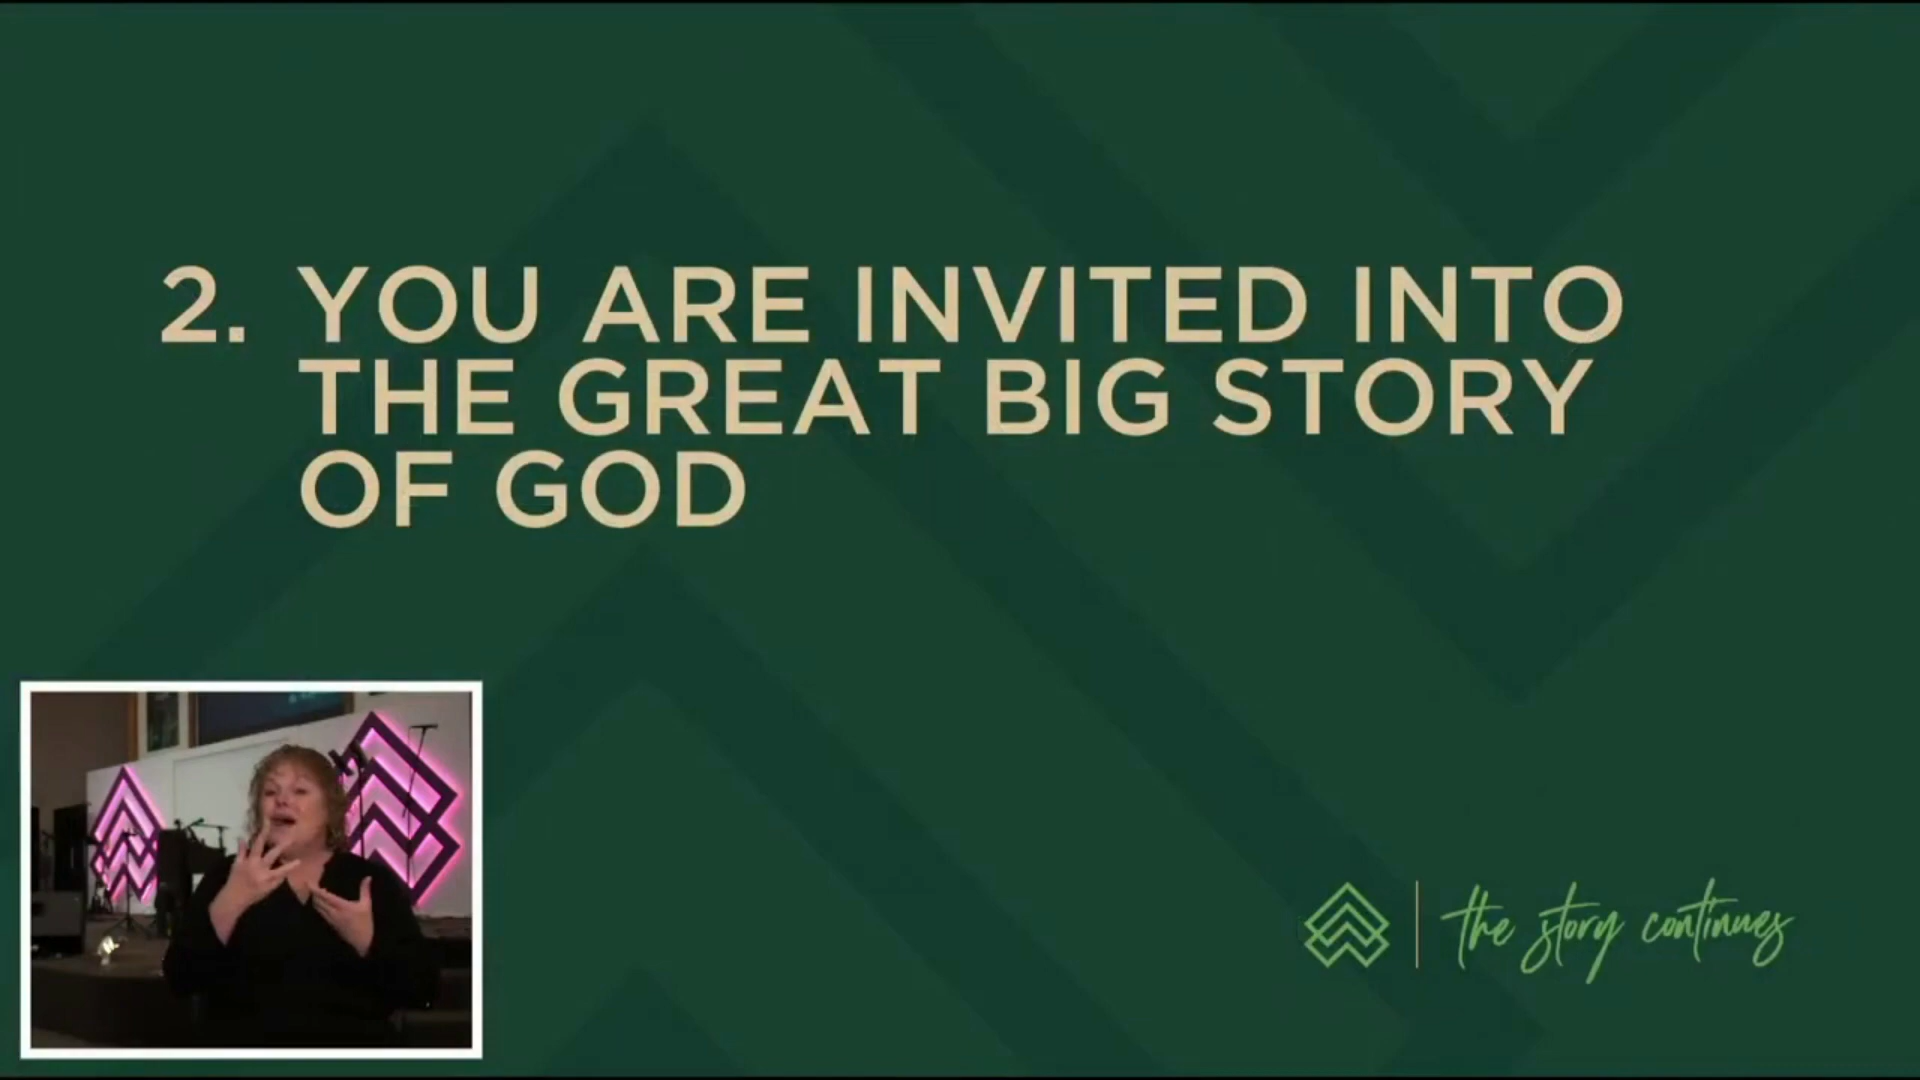 2. YOU ARE INVITED INTO
THE GREAT BIG STORY
OF GOD
the story continues